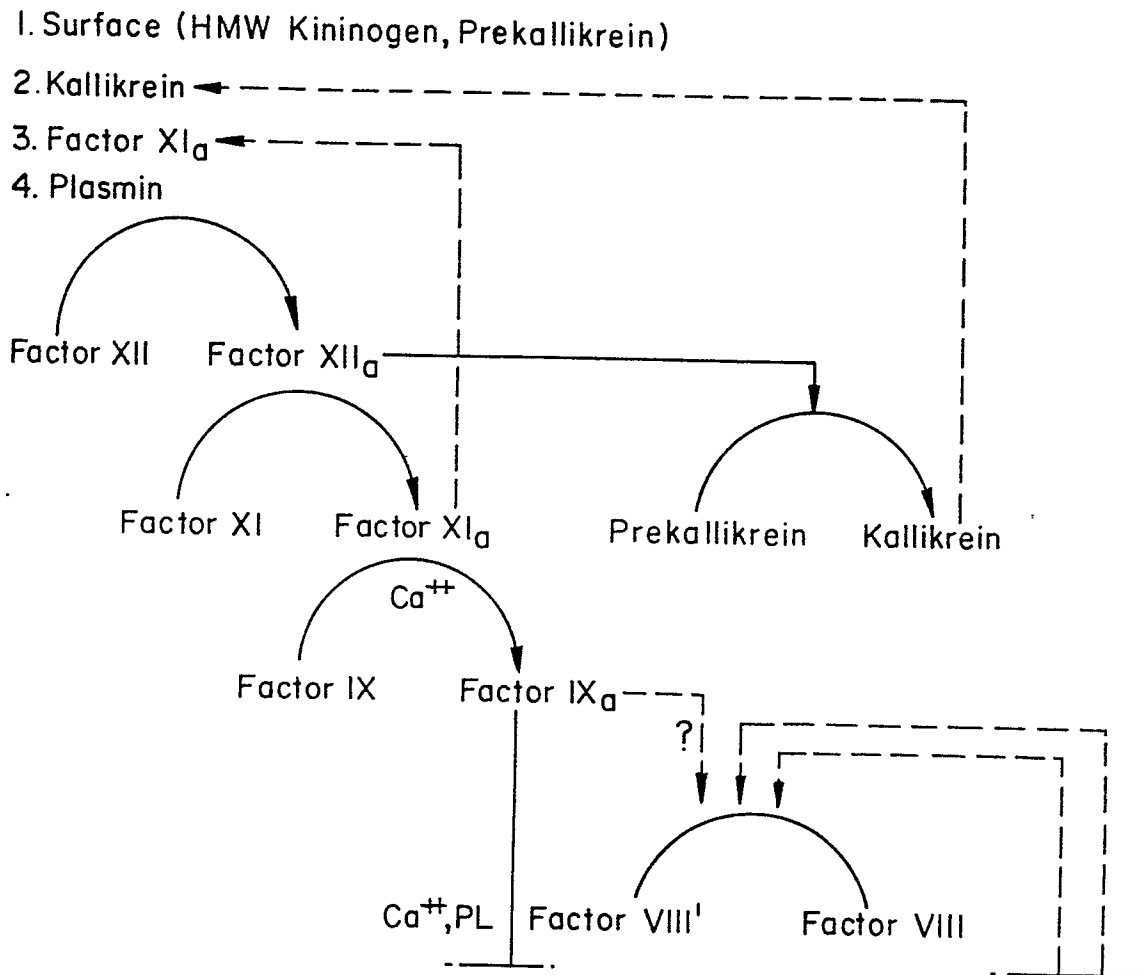 1. Surface (HMW Kininogen, Prekallikrein)
2. Kallikrein
3. Factor XIa
4. Plasmin
Factor XII Factor XIIa
Factor XI Factor XIa Prekallikrein Kallikrein
Ca++
Factor IX Factor IXa
?
Ca++, PL Factor VIII' Factor VIII